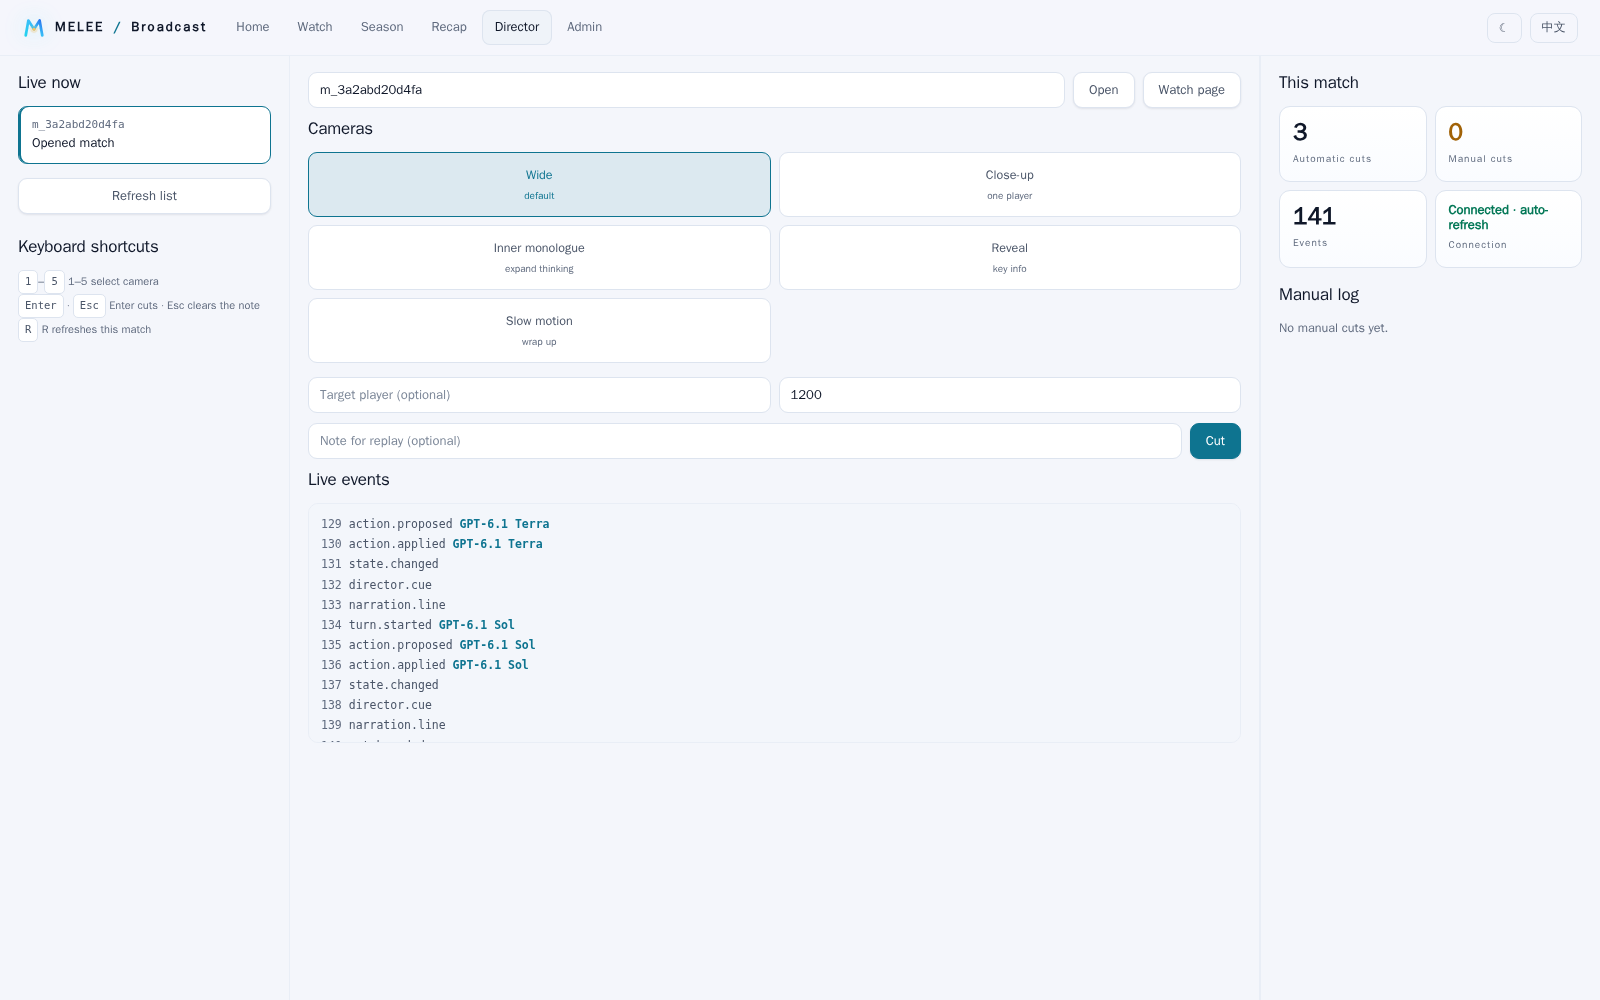 MELEE / Broadcast
Home
Watch
Season
Recap
Director
Admin
中文
Live now
m_3a2abd20d4fa
Opened match
Refresh list
Keyboard shortcuts
1 – 5 1–5 select camera
Enter · Esc Enter cuts · Esc clears the note
R R refreshes this match
m_3a2abd20d4fa
Open
Watch page
Cameras
Wide
default
Close-up
one player
Inner monologue
expand thinking
Reveal
key info
Slow motion
wrap up
Target player (optional)
1200
Note for replay (optional)
Cut
Live events
129 action.proposed GPT-6.1 Terra
130 action.applied GPT-6.1 Terra
131 state.changed
132 director.cue
133 narration.line
134 turn.started GPT-6.1 Sol
135 action.proposed GPT-6.1 Sol
136 action.applied GPT-6.1 Sol
137 state.changed
138 director.cue
139 narration.line
This match
3
Automatic cuts
0
Manual cuts
141
Events
Connected · auto-
refresh
Connection
Manual log
No manual cuts yet.